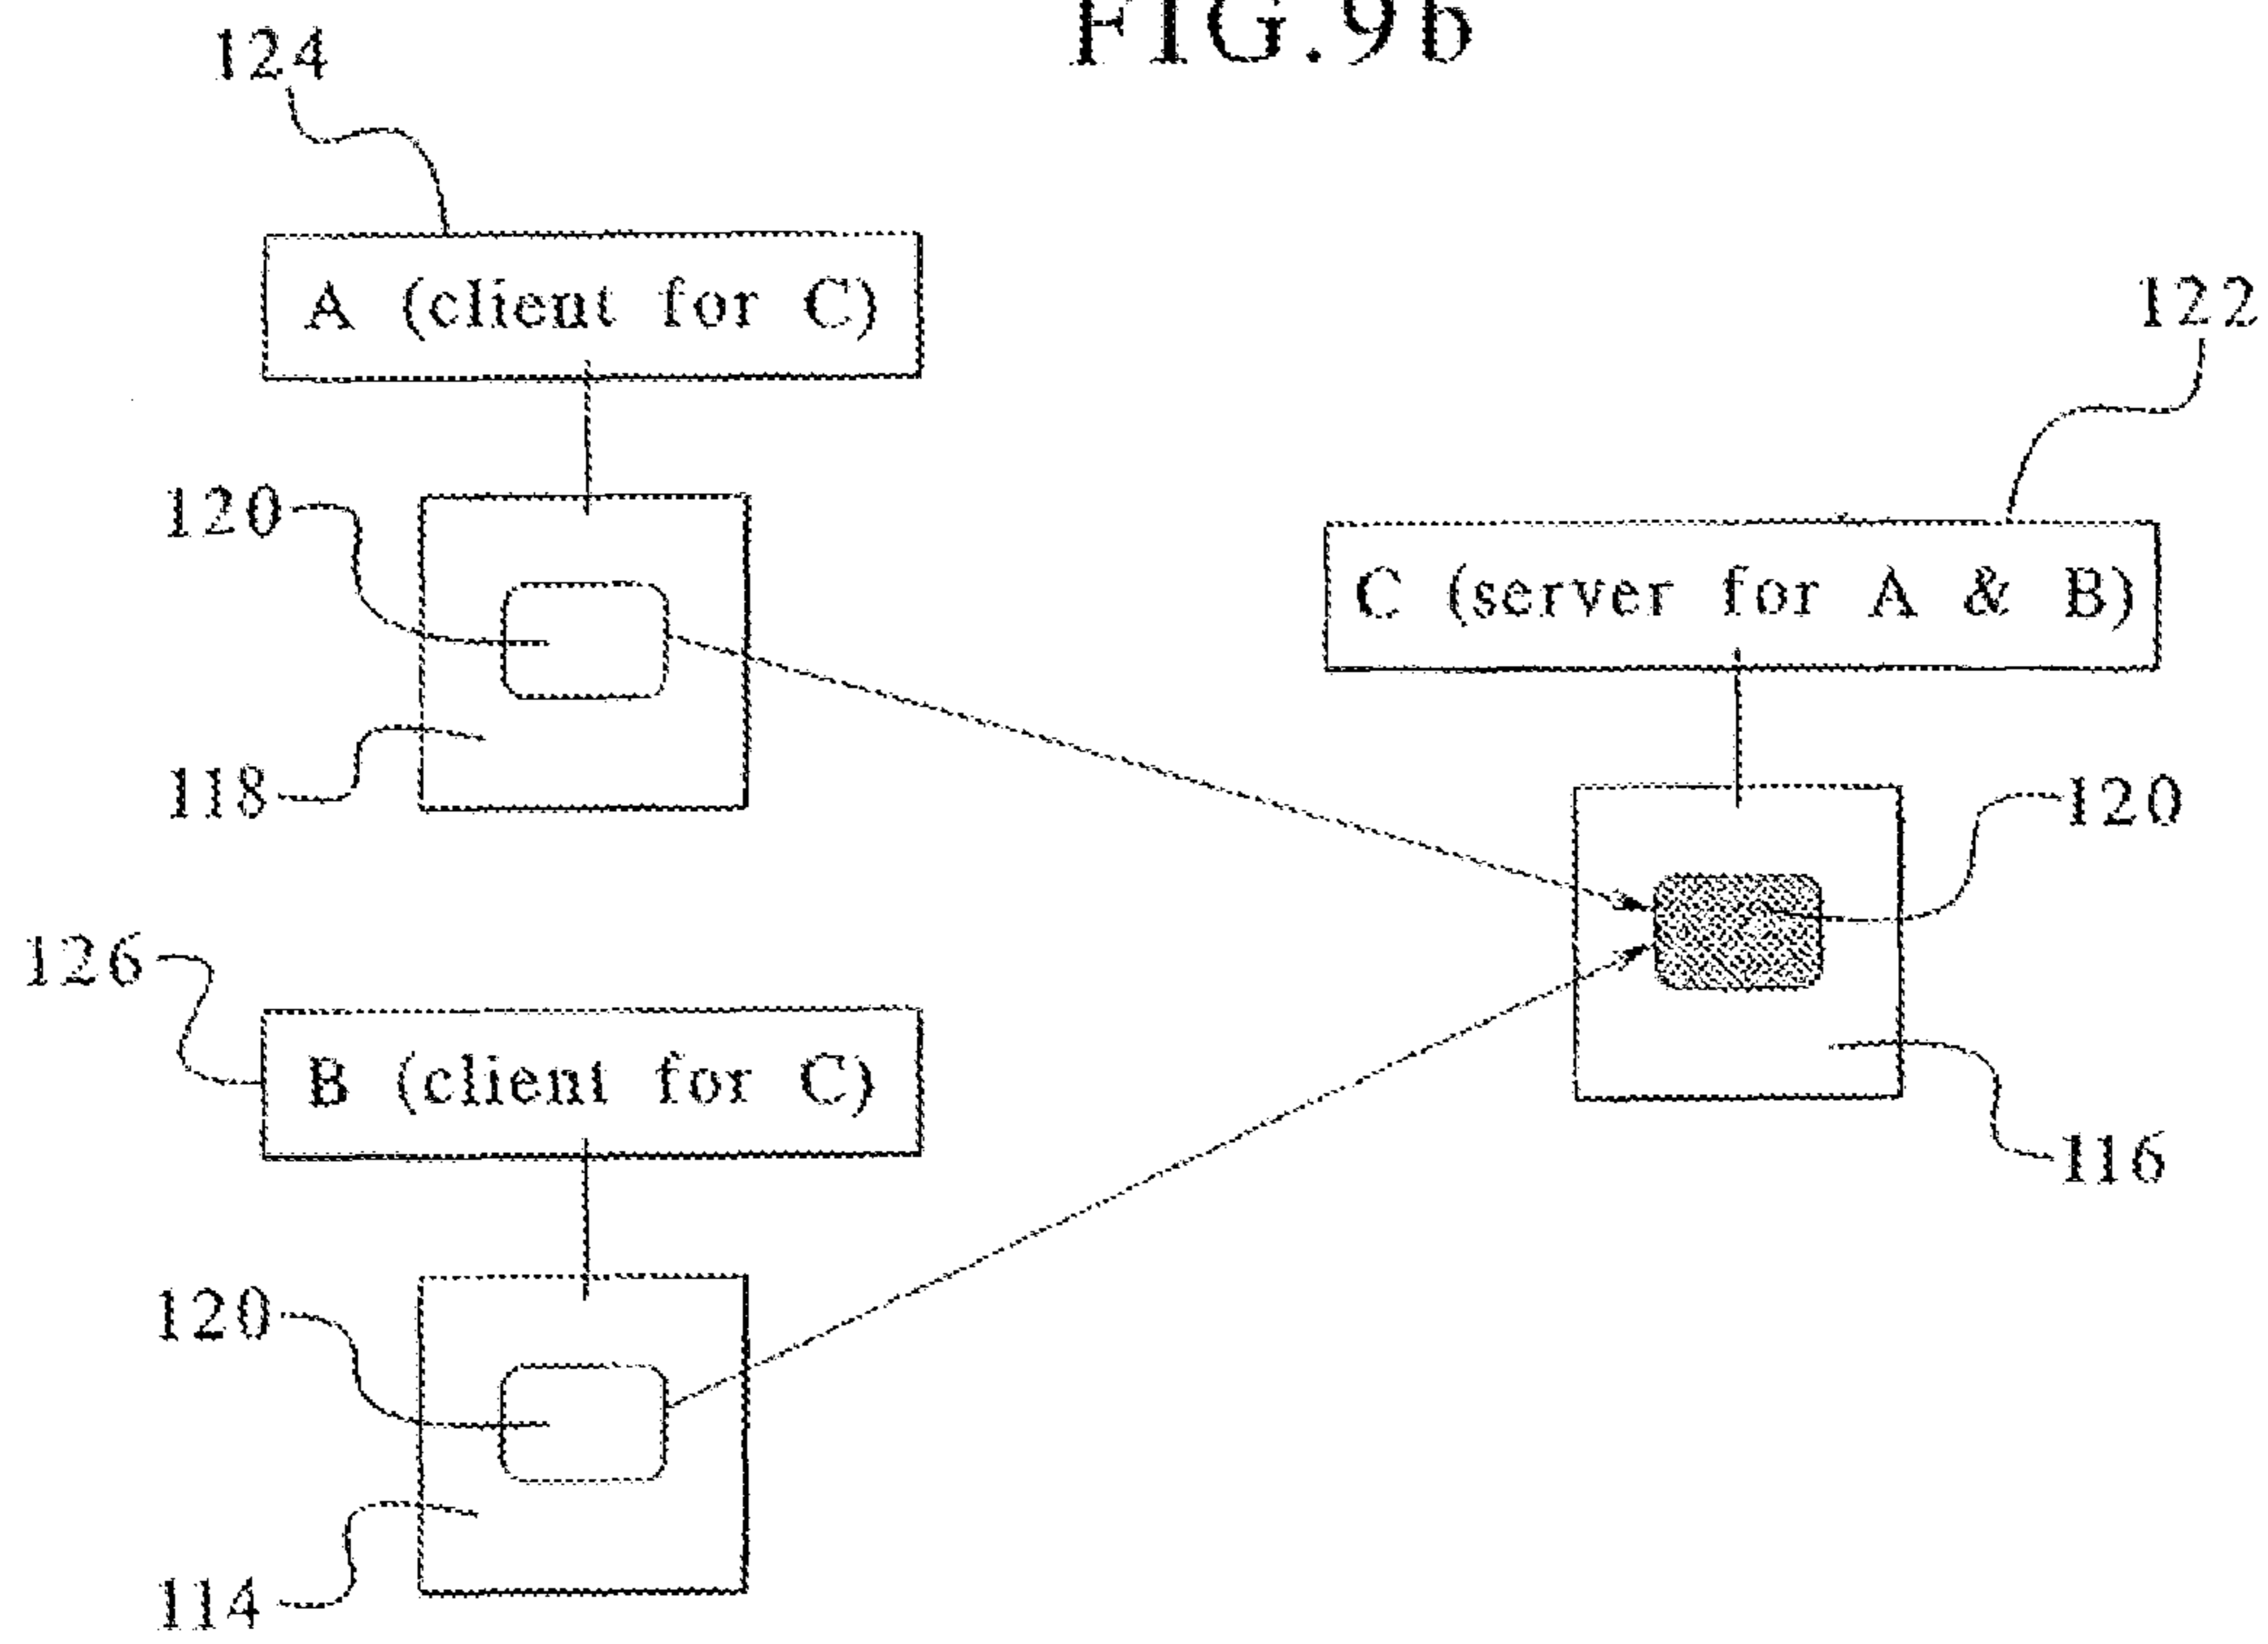 FIG.9b
124
A (client for C)
122
120
C (server for A & B)
118
120
126
B (client for C)
116
120
114